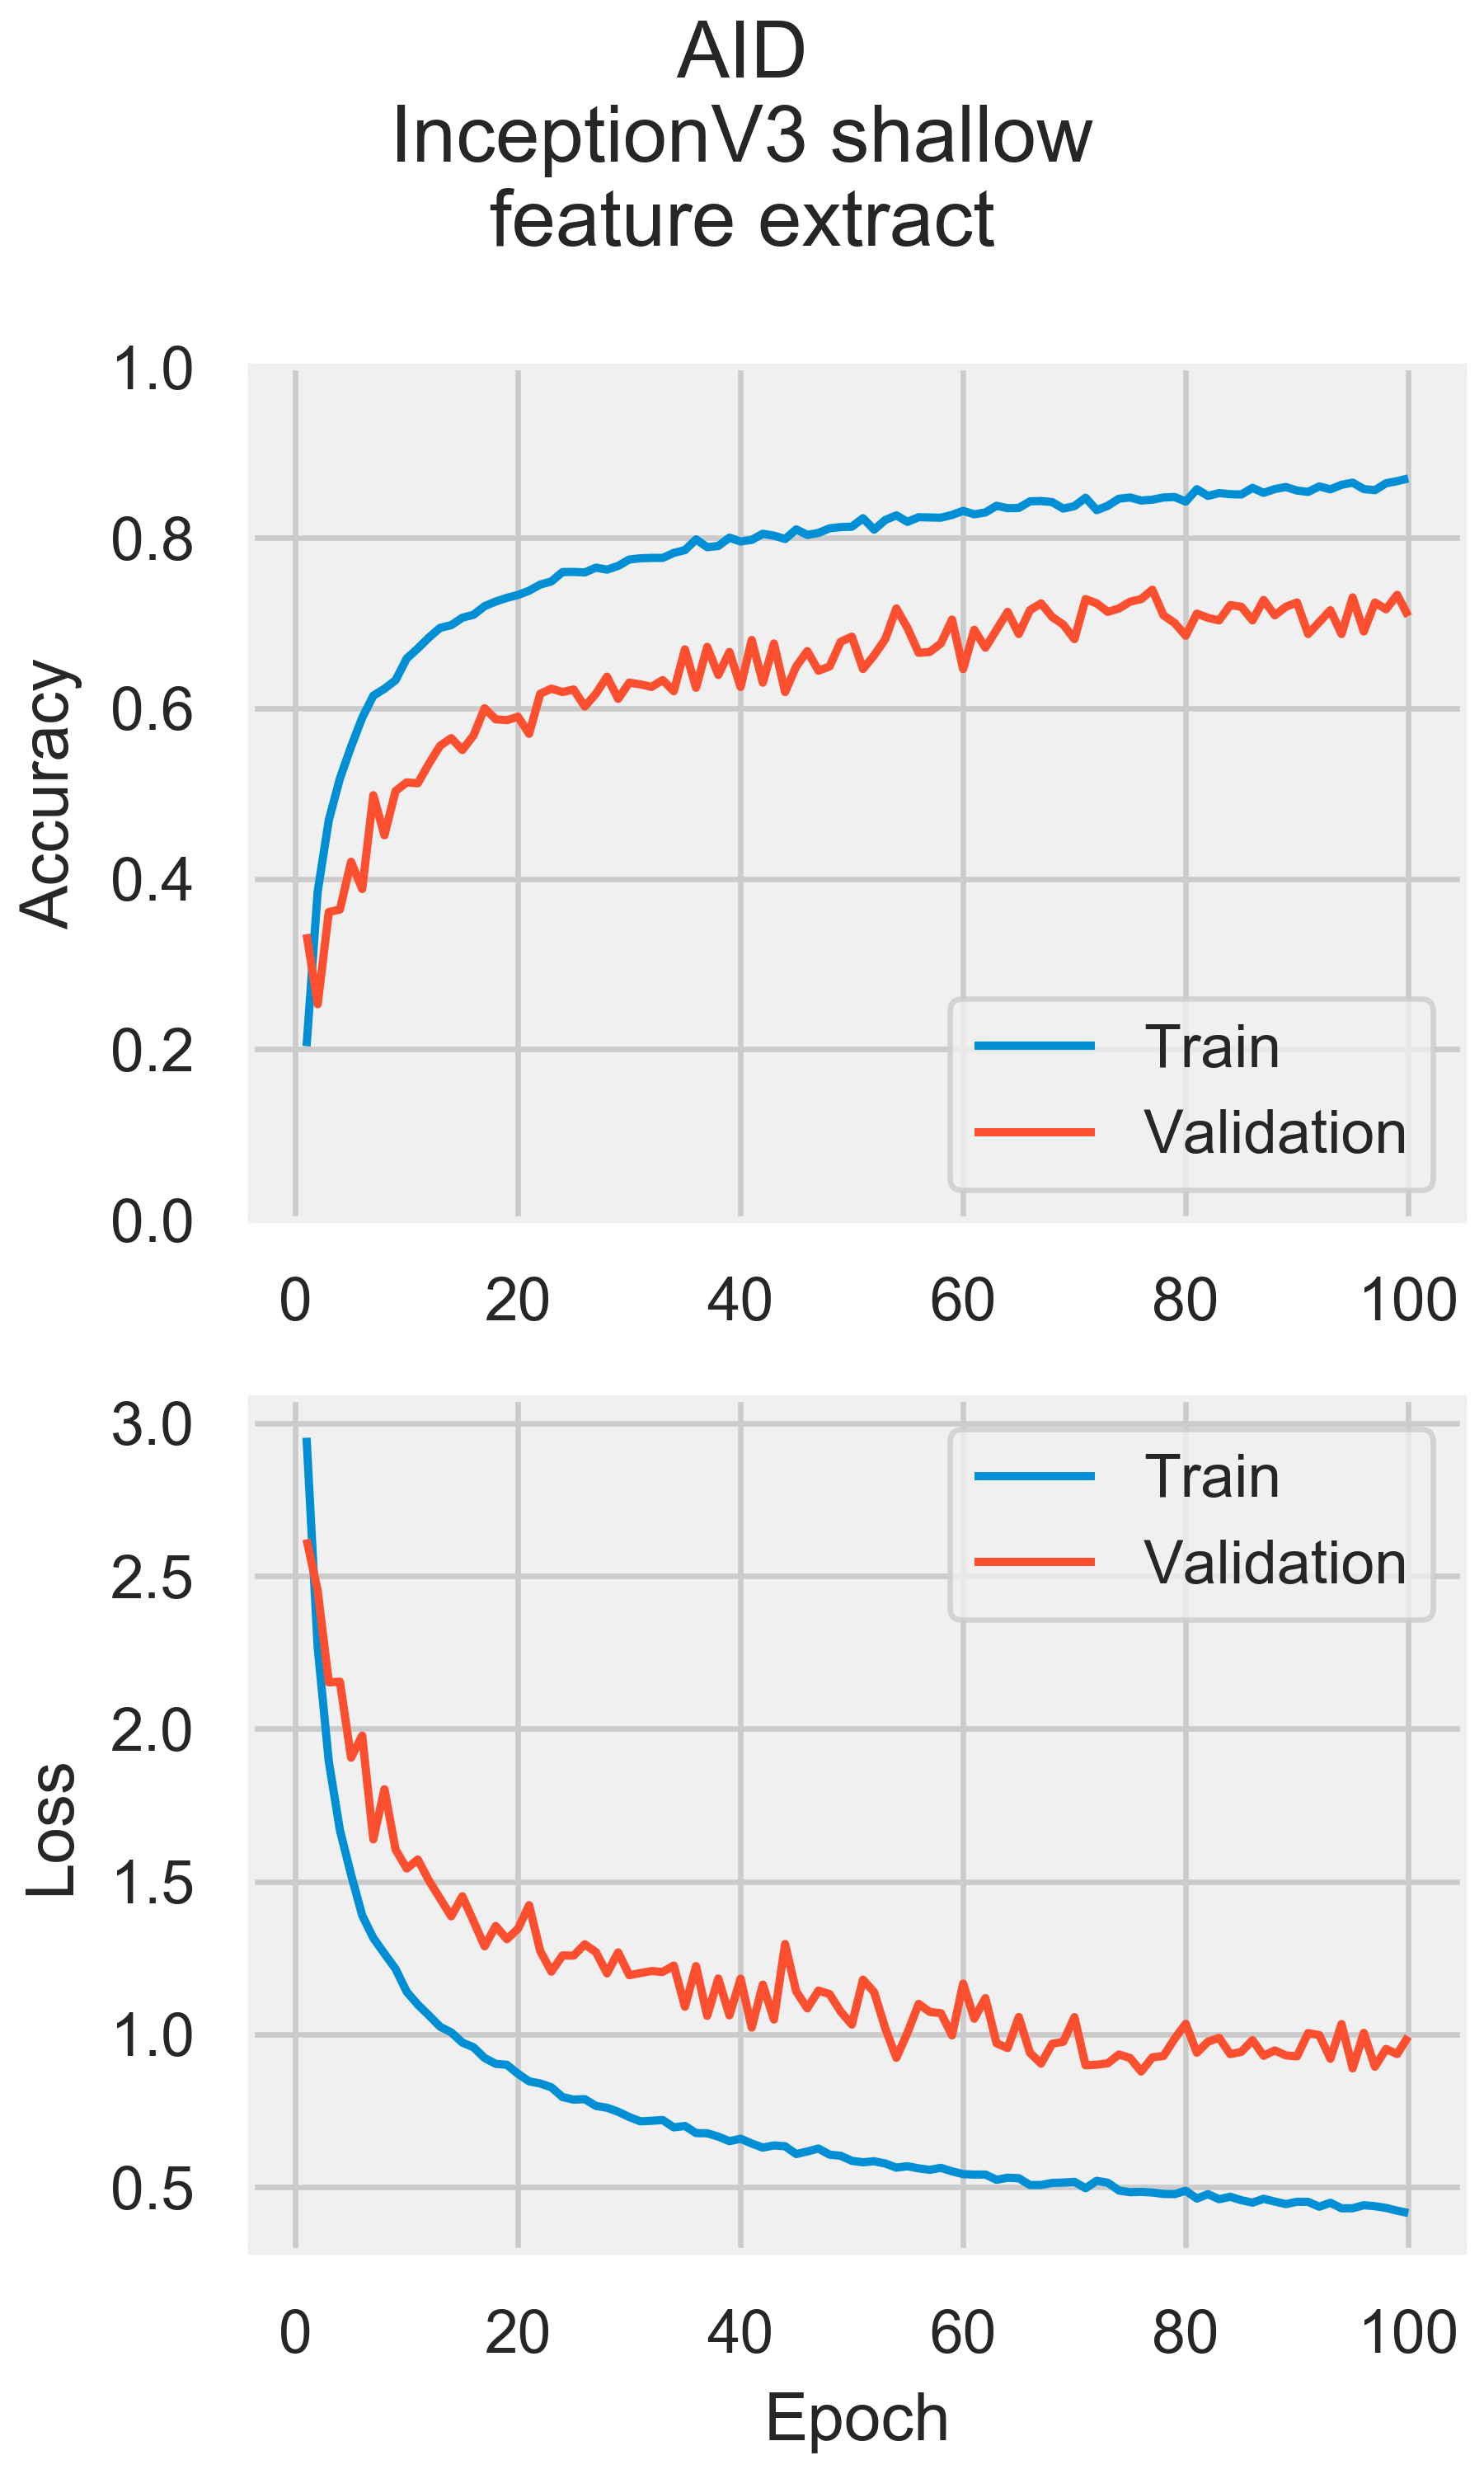 AID
InceptionV3 shallow
feature extract
1.0
0.8
0.6
0.4
0.2
0.0
Accuracy
Train
Validation
0 20 40 60 80 100
3.0
2.5
2.0
1.5
1.0
0.5
Loss
Train
Validation
0 20 40 60 80 100
Epoch